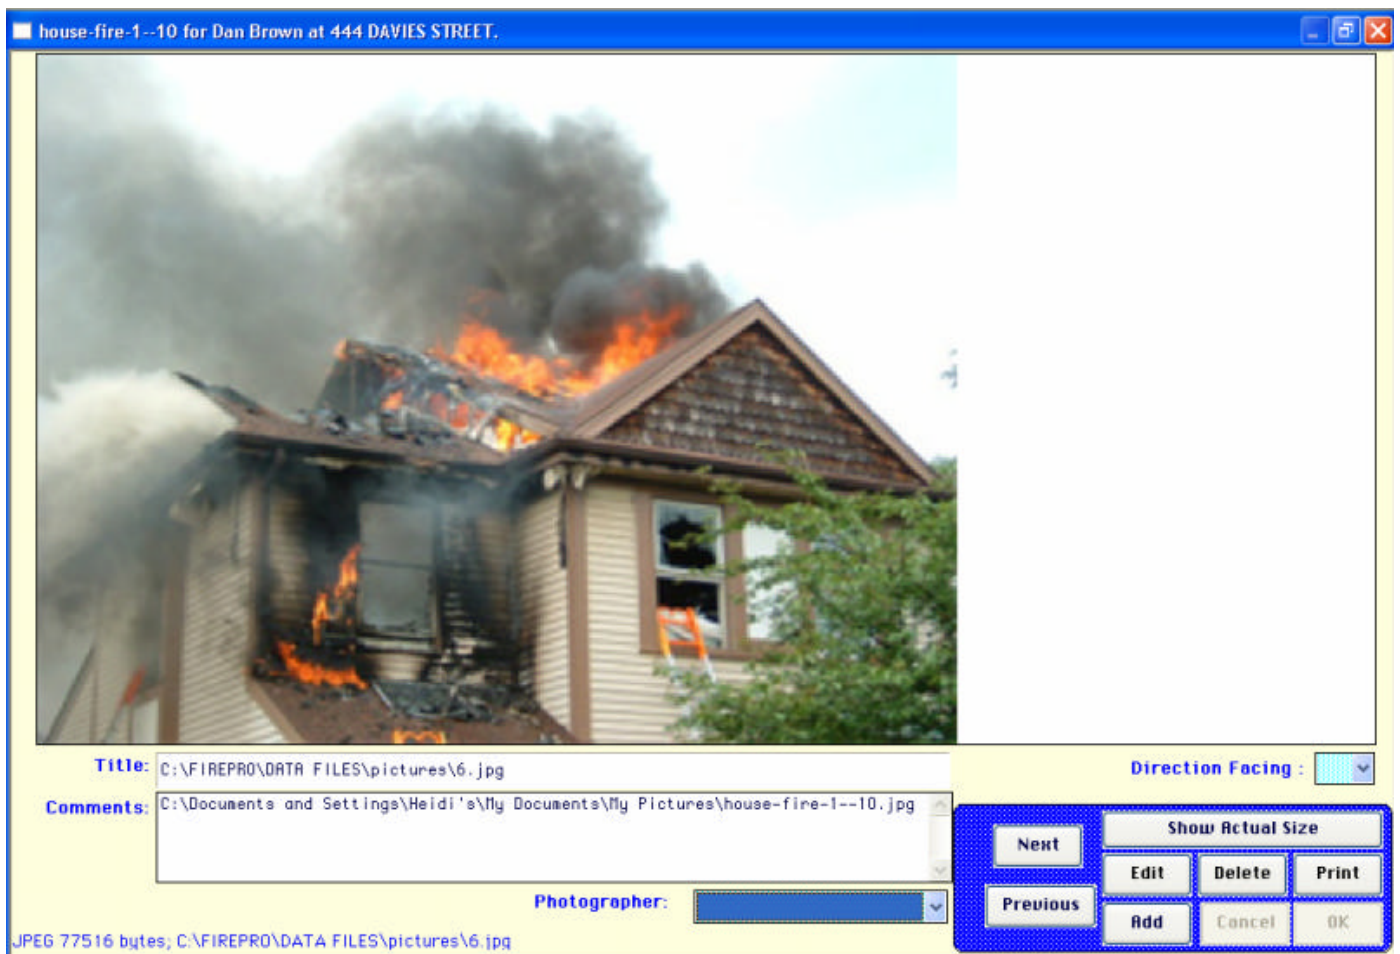 house-fire-1--10 for Dan Brown at 444 DAVIES STREET.
Title: C:\FIREPRO\DATA FILES\pictures\6.jpg
Direction Facing :
Comments: C:\Documents and Settings\Heidi's\My Documents\My Pictures\house-fire-1--10.jpg
Next
Show Actual Size
Edit Delete Print
Previous
Add Cancel OK
Photographer:
JPEG 77516 bytes; C:\FIREPRO\DATA FILES\pictures\6.jpg